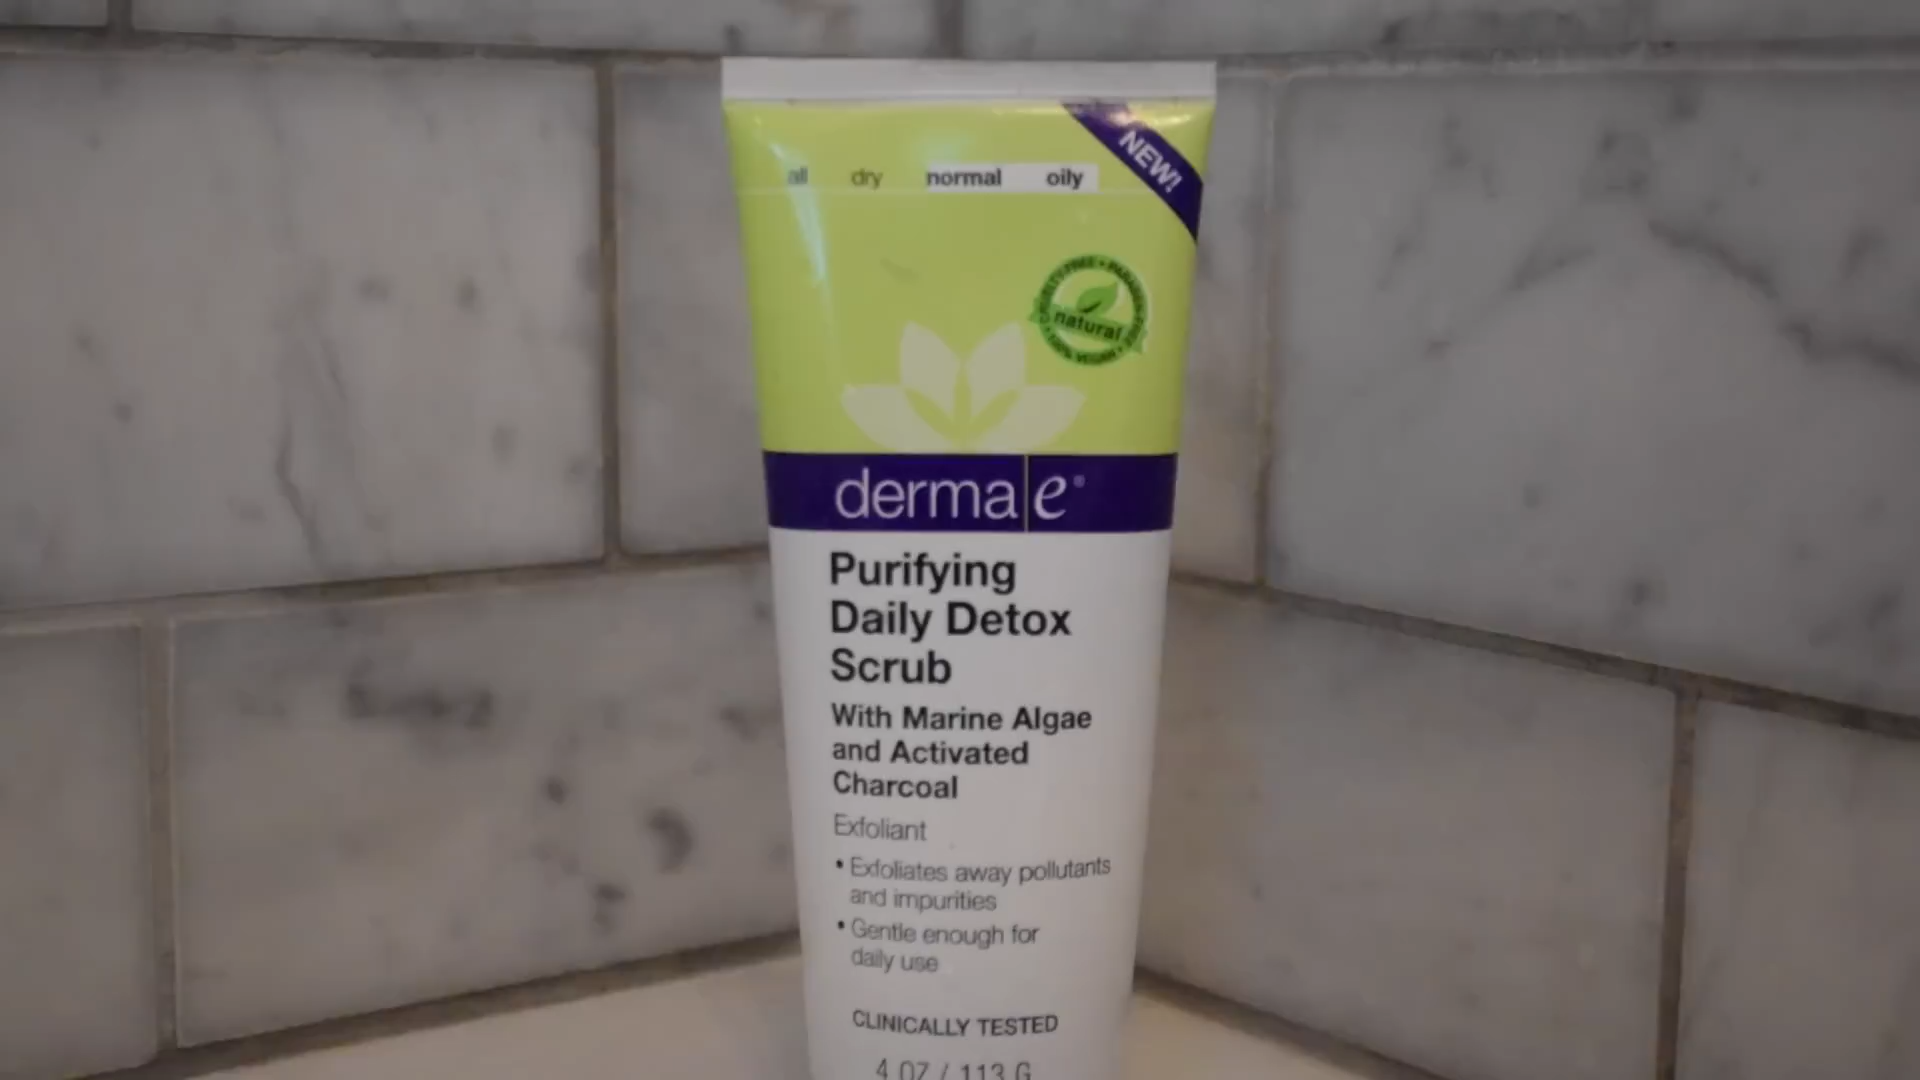 NEW!
all dry normal oily
natural
derma e®
Purifying
Daily Detox
Scrub
With Marine Algae
and Activated
Charcoal
Exfoliant
• Exfoliates away pollutants
and impurities
• Gentle enough for
daily use
CLINICALLY TESTED
4 OZ / 113 G